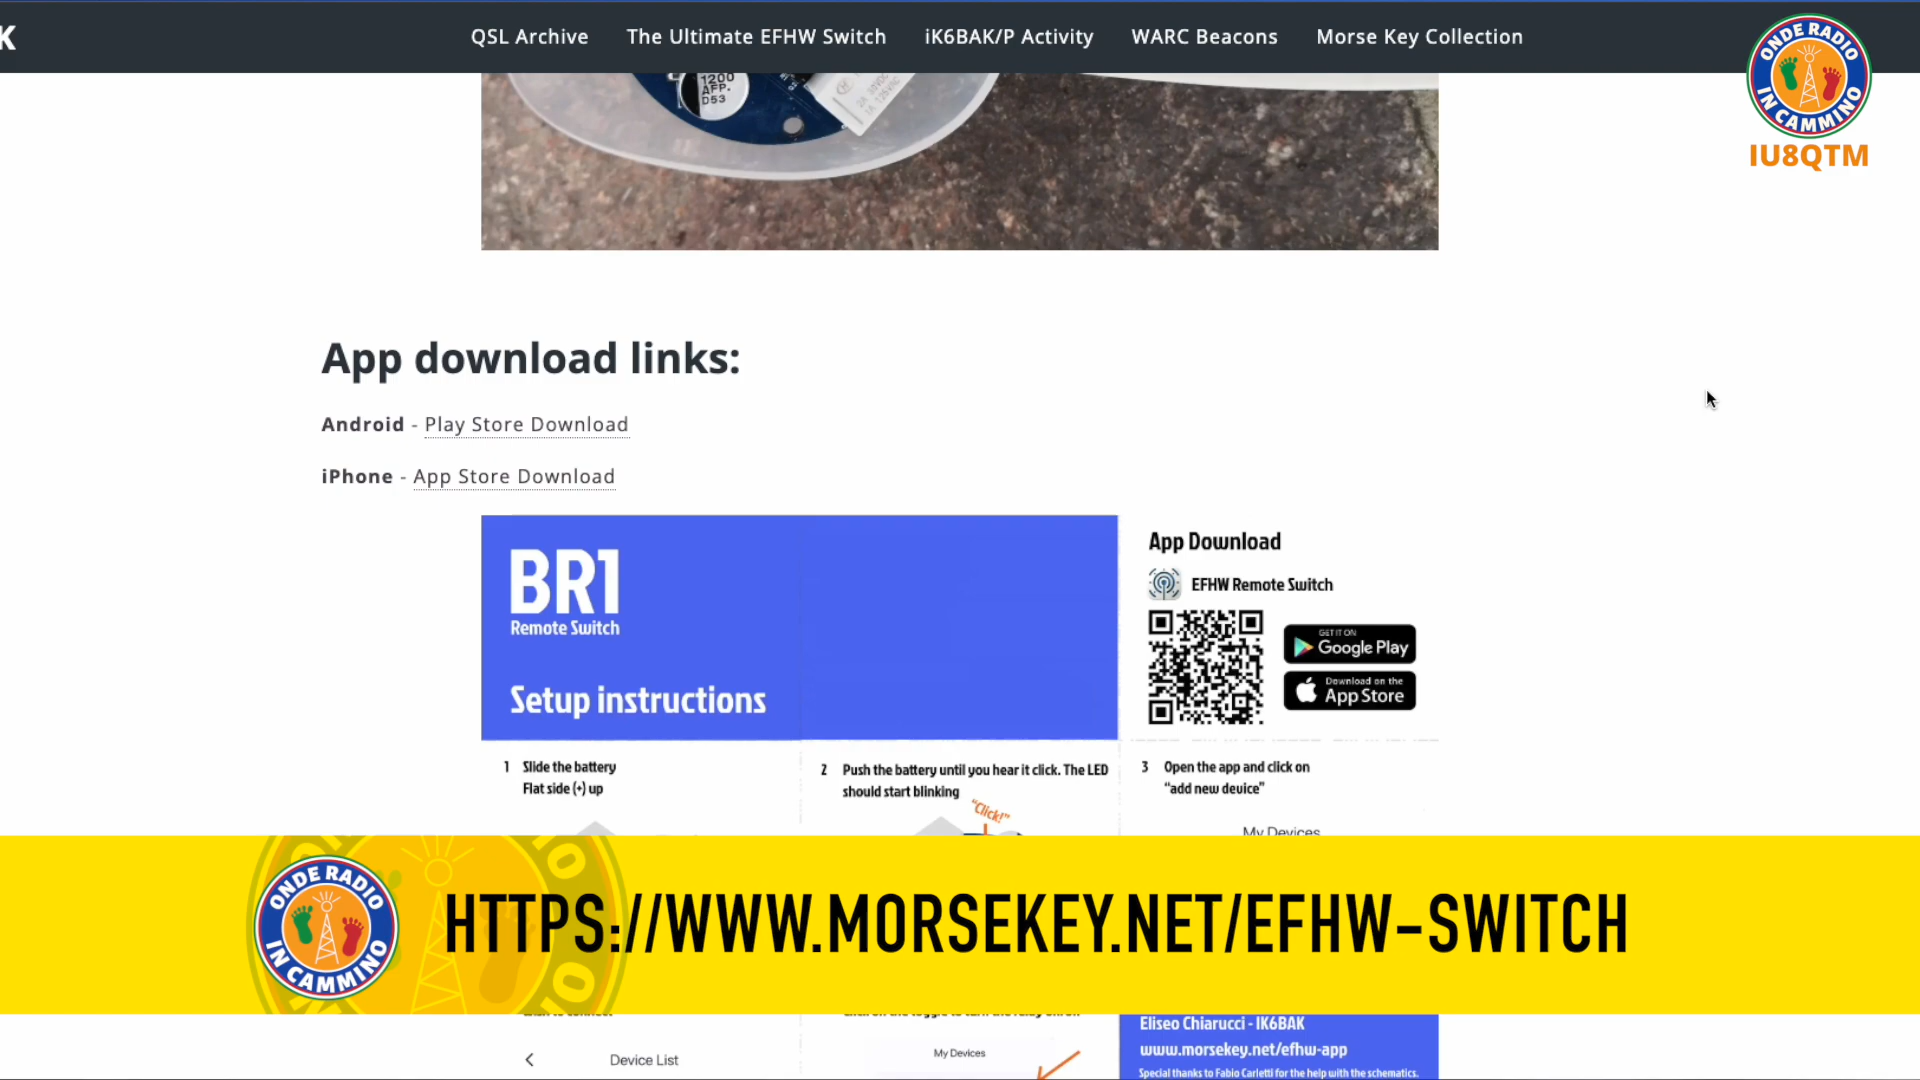 K
QSL Archive
The Ultimate EFHW Switch
iK6BAK/P Activity
WARC Beacons
Morse Key Collection
ONDE RADIO
IN CAMMINO
IU8QTM
1200
AFP.
D53
App download links:
Android - Play Store Download
iPhone - App Store Download
BR1
Remote Switch
Setup instructions
App Download
EFHW Remote Switch
GET IT ON
Google Play
Download on the
App Store
1 Slide the battery
Flat side (+) up
2 Push the battery until you hear it click. The LED
should start blinking
"Click!"
3 Open the app and click on
"add new device"
My Devices
ONDE RADIO
IN CAMMINO
HTTPS://WWW.MORSEKEY.NET/EFHW-SWITCH
Device List
My Devices
Eliseo Chiarucci - IK6BAK
www.morsekey.net/efhw-app
Special thanks to Fabio Carletti for the help with the schematics.